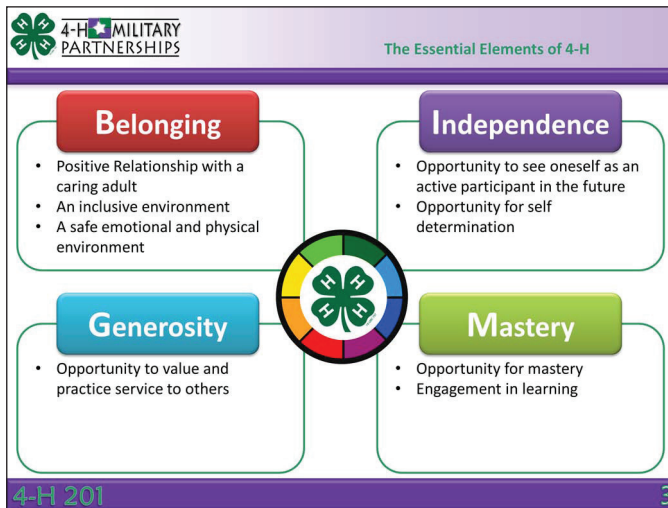 4-H MILITARY
PARTNERSHIPS
The Essential Elements of 4-H
Belonging
• Positive Relationship with a
caring adult
• An inclusive environment
• A safe emotional and physical
environment
Independence
• Opportunity to see oneself as an
active participant in the future
• Opportunity for self
determination
Generosity
• Opportunity to value and
practice service to others
Mastery
• Opportunity for mastery
• Engagement in learning
H H H H
4-H 201
3